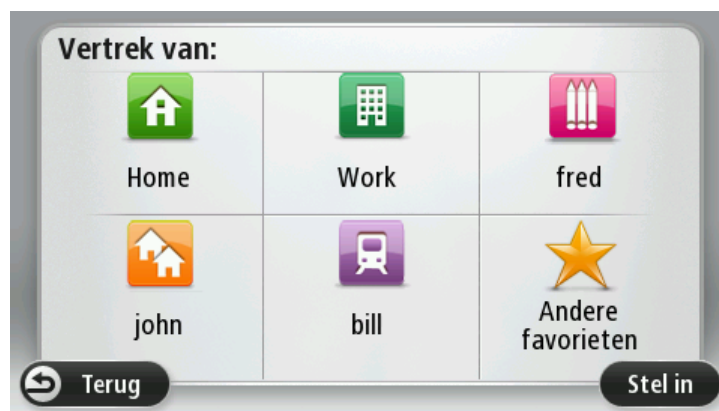 Vertrek van:
Home
Work
fred
john
bill
Andere
favorieten
Terug
Stel in